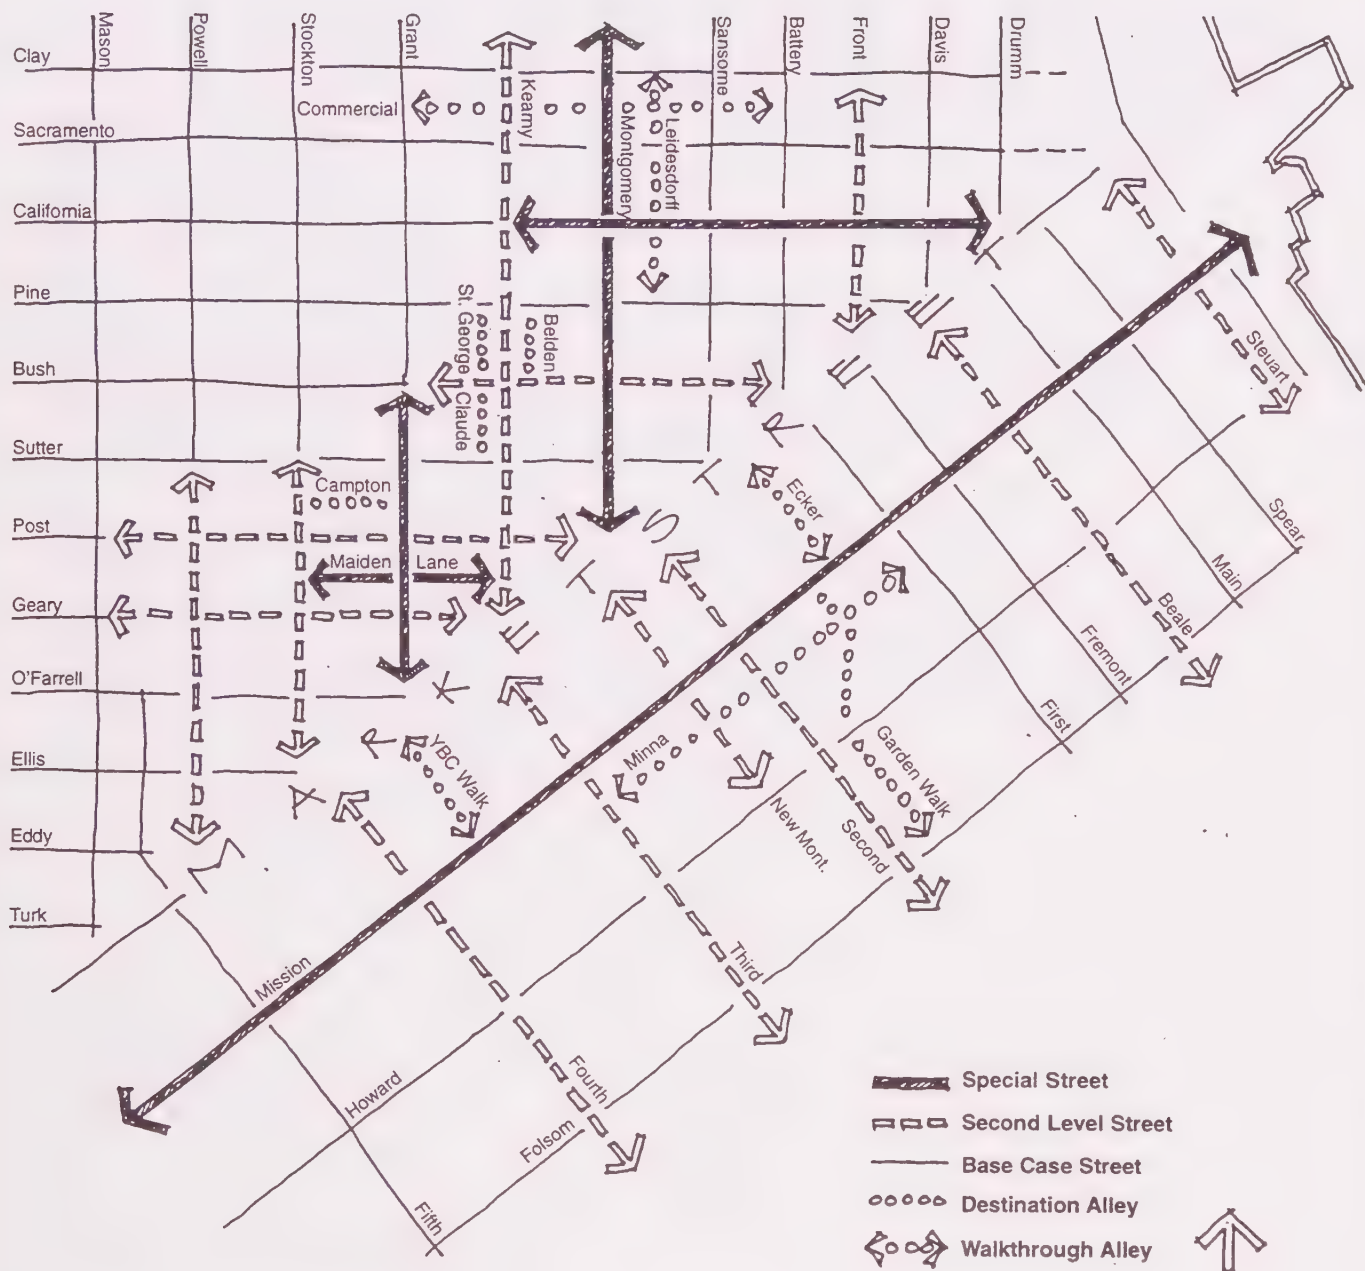 Mason
Powell
Stockton
Grant
Kearny
Montgomery
Leidesdorff
Sansome
Battery
Front
Davis
Drumm
Clay
Commercial
Sacramento
California
Pine
St. George
Belden
Bush
Claude
Sutter
Campton
Post
Maiden Lane
Geary
O'Farrell
Ellis
Eddy
Turk
MARKET STREET
Ecker
YBC Walk
Minna
Garden Walk
Steuart
Spear
Main
Beale
Fremont
First
Second
New Mont.
Third
Fourth
Fifth
Mission
Howard
Folsom
Special Street
Second Level Street
Base Case Street
Destination Alley
Walkthrough Alley